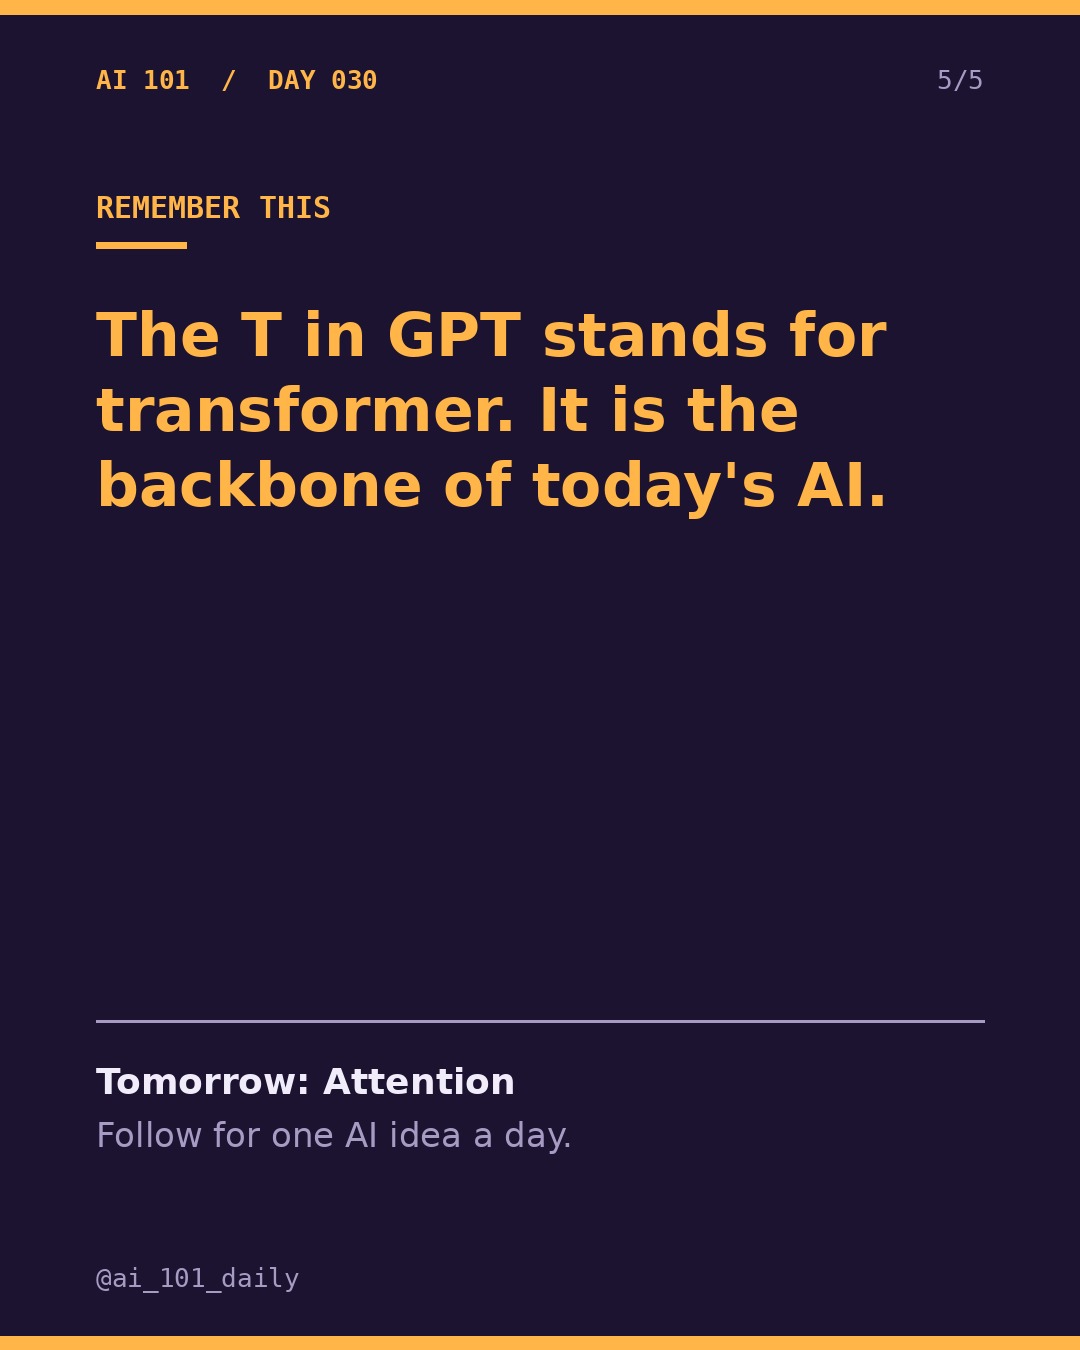 AI 101 / DAY 030
5/5
REMEMBER THIS
The T in GPT stands for
transformer. It is the
backbone of today's AI.
Tomorrow: Attention
Follow for one AI idea a day.
@ai_101_daily